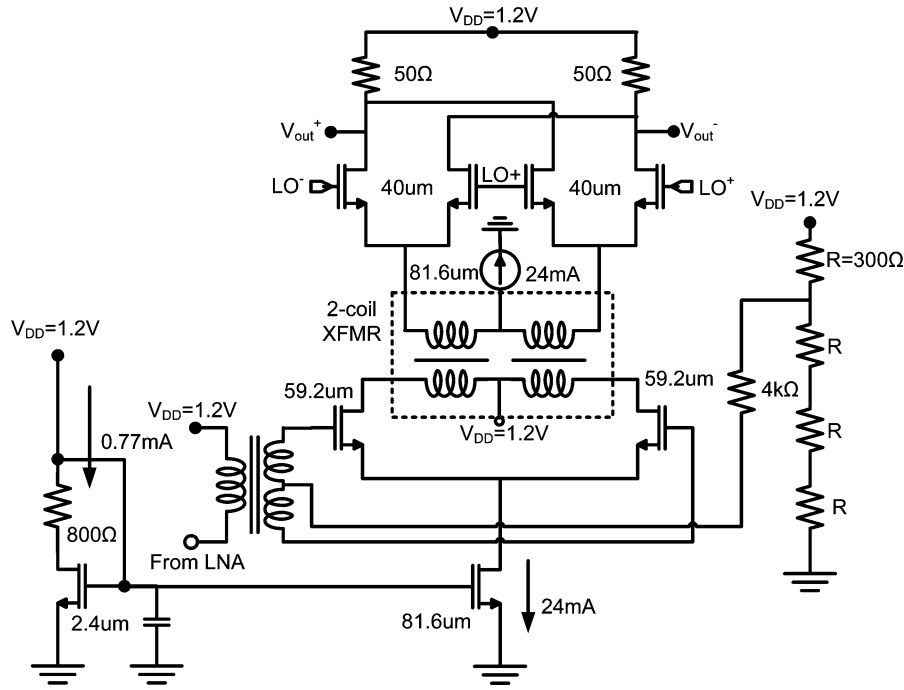 V_DD=1.2V
50Ω
50Ω
V_out^+
V_out^-
LO^-
40um
LO+
40um
LO^+
V_DD=1.2V
R=300Ω
81.6um
24mA
2-coil
XFMR
R
V_DD=1.2V
59.2um
59.2um
4kΩ
V_DD=1.2V
V_DD=1.2V
0.77mA
R
R
800Ω
From LNA
2.4um
81.6um
24mA